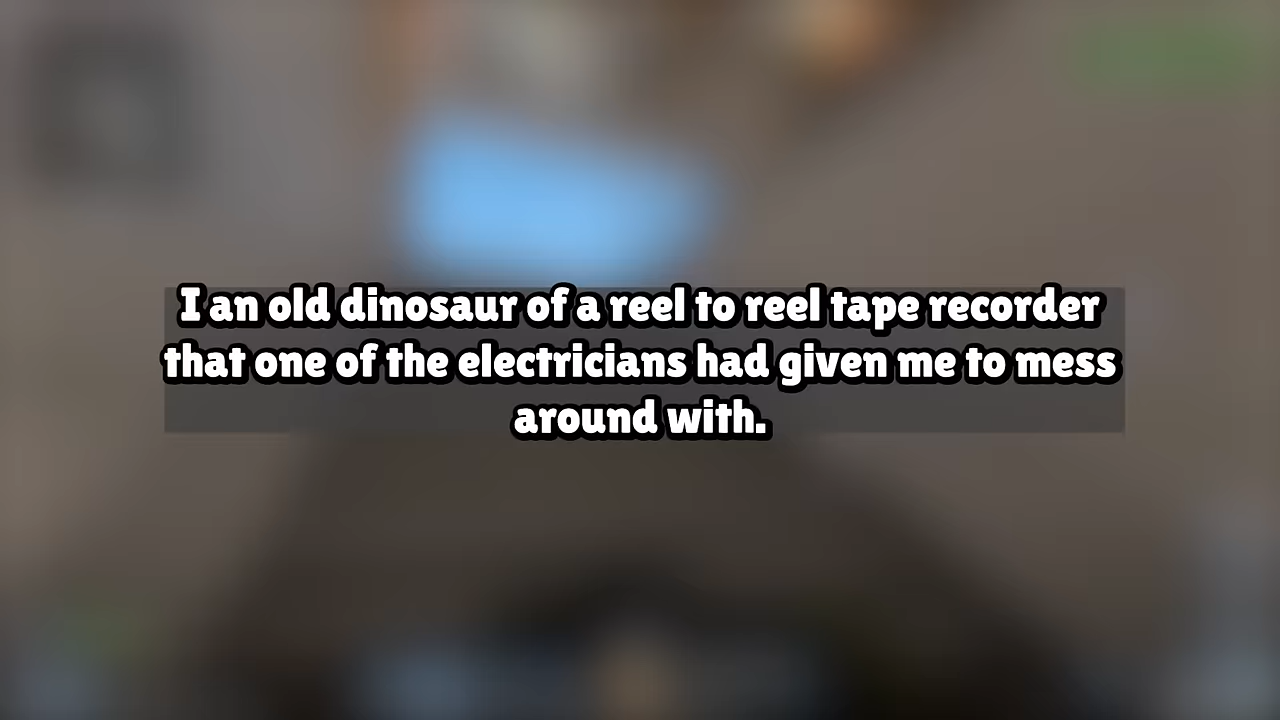 I an old dinosaur of a reel to reel tape recorder
that one of the electricians had given me to mess
around with.